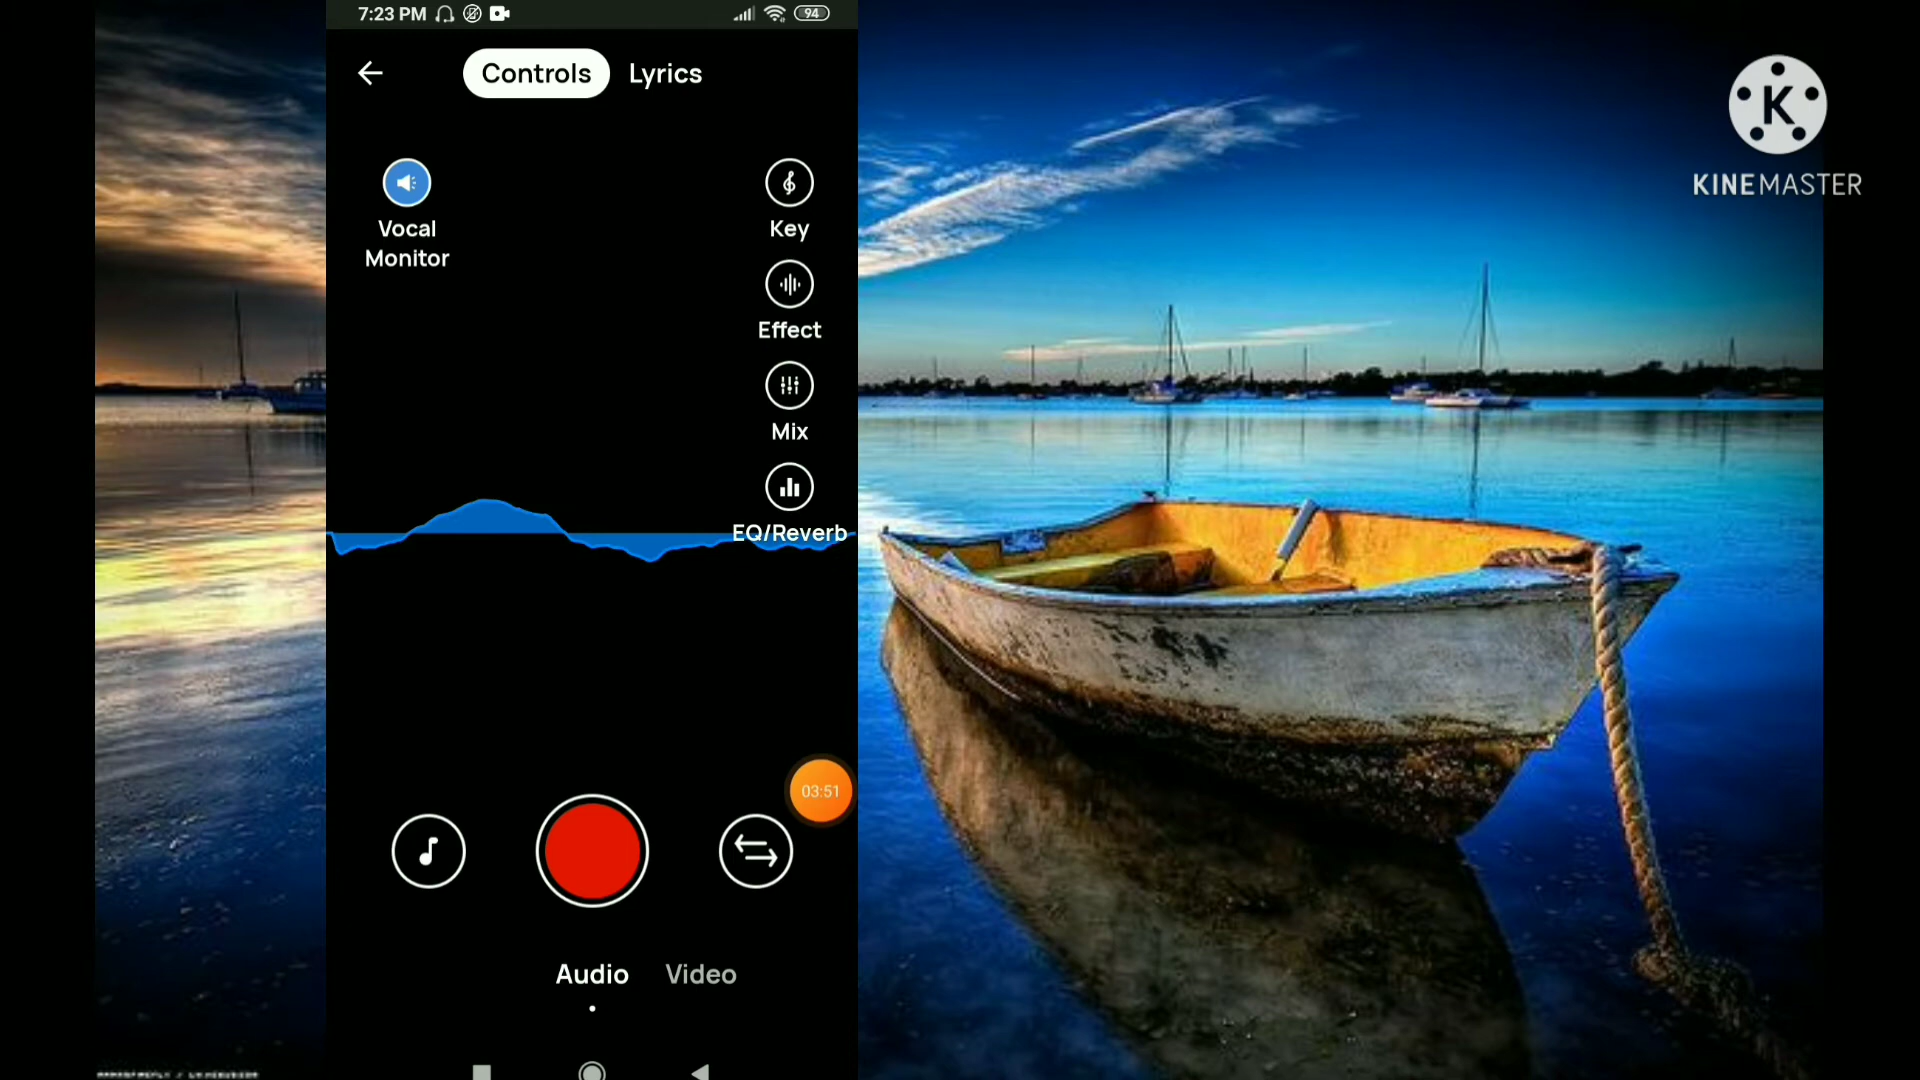 7:23 PM
94
Controls
Lyrics
K
KINEMASTER
Vocal
Monitor
Key
Effect
Mix
EQ/Reverb
03:51
Audio
Video